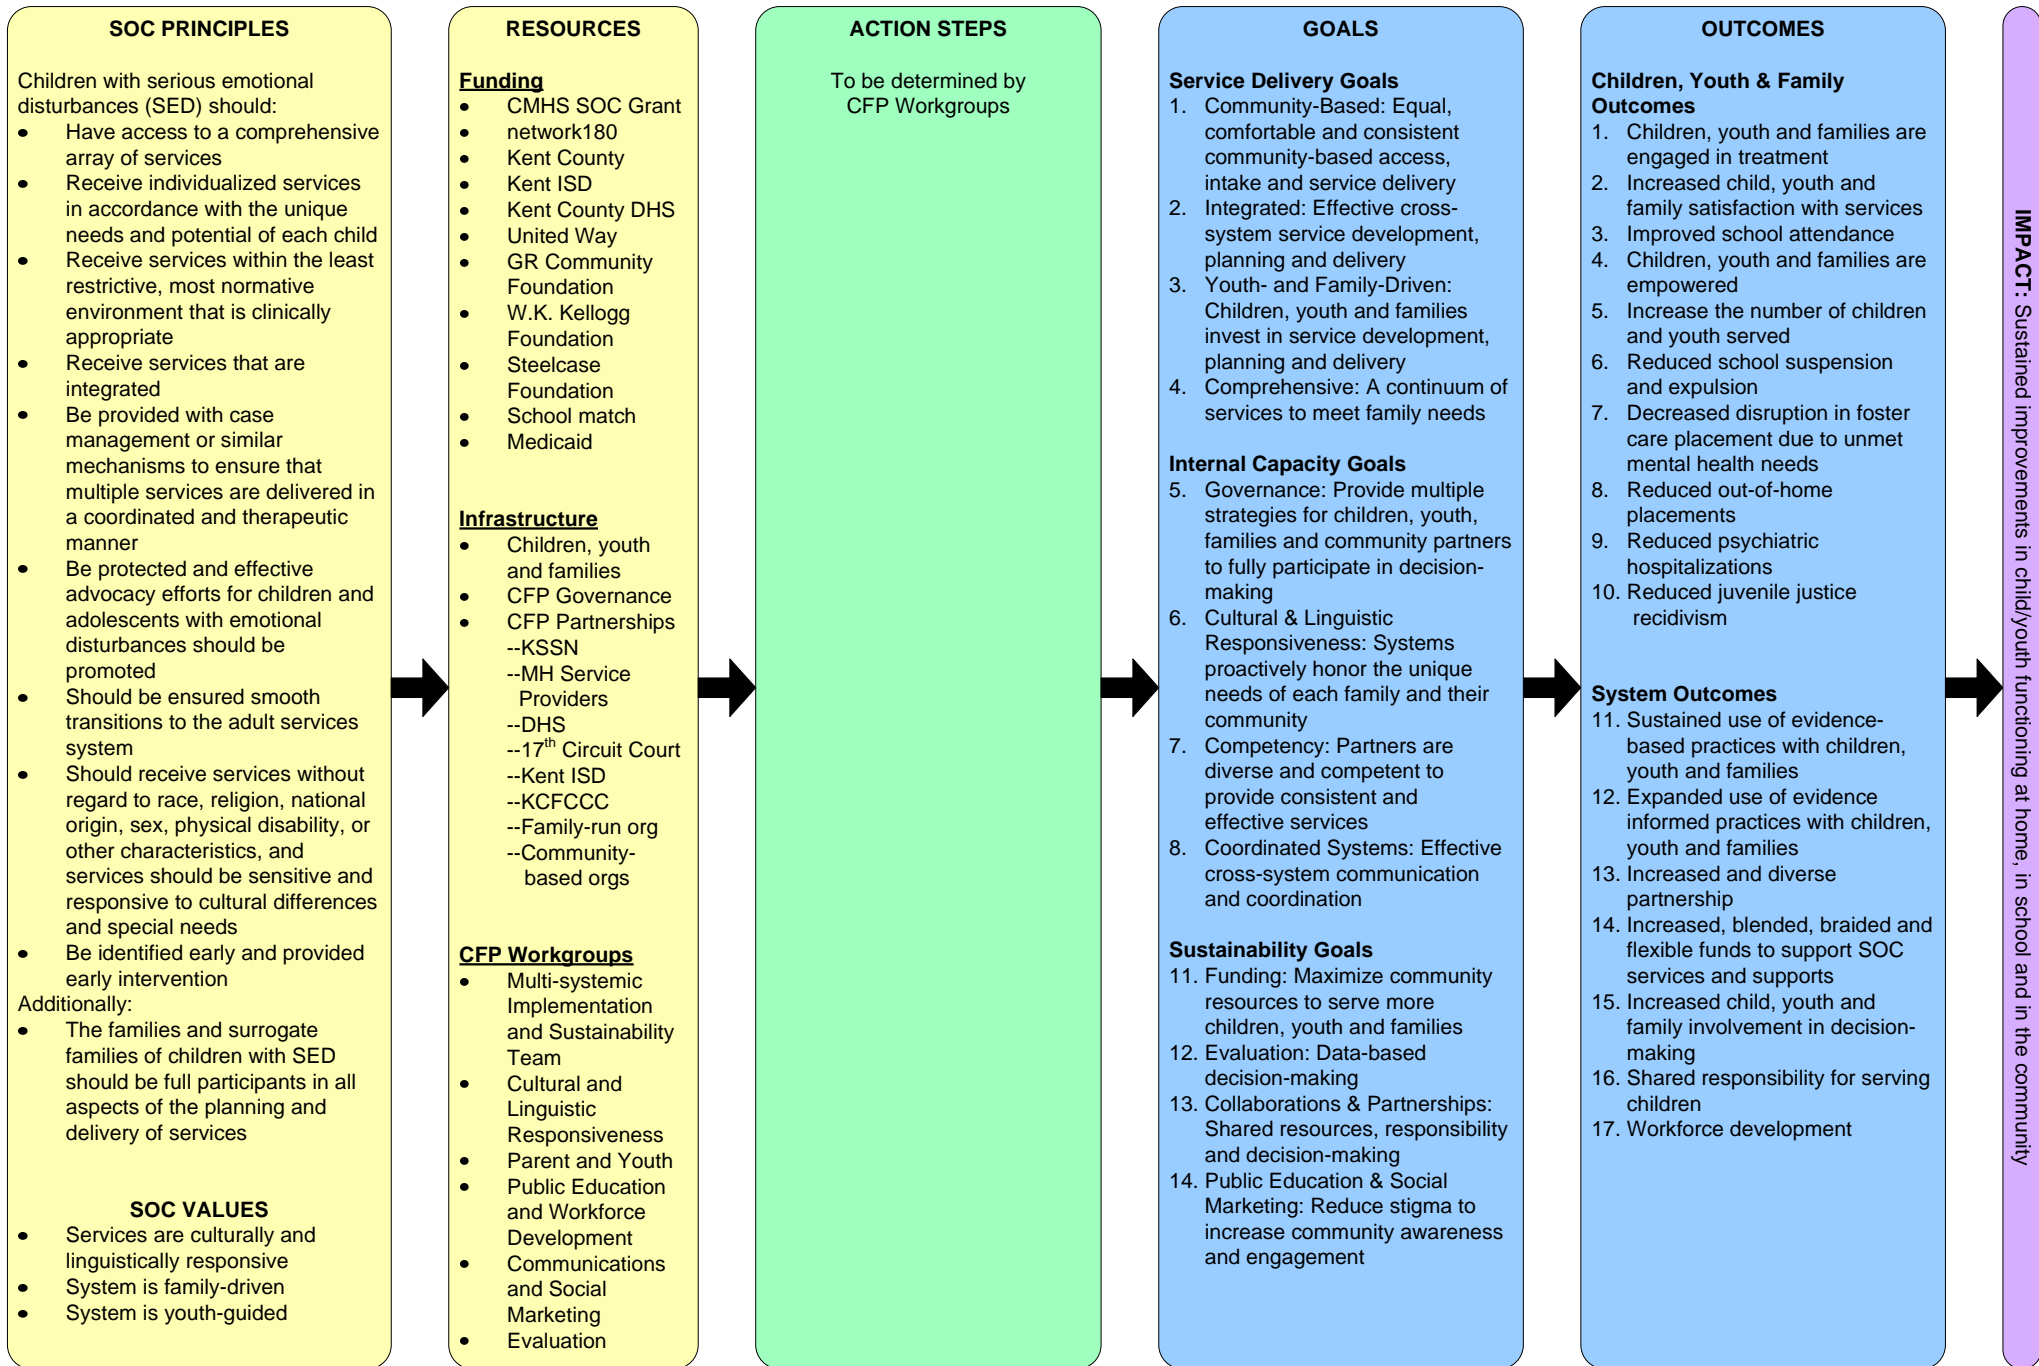 SOC PRINCIPLES
Children with serious emotional
disturbances (SED) should:
• Have access to a comprehensive
array of services
• Receive individualized services
in accordance with the unique
needs and potential of each child
• Receive services within the least
restrictive, most normative
environment that is clinically
appropriate
• Receive services that are
integrated
• Be provided with case
management or similar
mechanisms to ensure that
multiple services are delivered in
a coordinated and therapeutic
manner
• Be protected and effective
advocacy efforts for children and
adolescents with emotional
disturbances should be
promoted
• Should be ensured smooth
transitions to the adult services
system
• Should receive services without
regard to race, religion, national
origin, sex, physical disability, or
other characteristics, and
services should be sensitive and
responsive to cultural differences
and special needs
• Be identified early and provided
early intervention
Additionally:
• The families and surrogate
families of children with SED
should be full participants in all
aspects of the planning and
delivery of services
SOC VALUES
• Services are culturally and
linguistically responsive
• System is family-driven
• System is youth-guided
RESOURCES
Funding
• CMHS SOC Grant
• network180
• Kent County
• Kent ISD
• Kent County DHS
• United Way
• GR Community
Foundation
• W.K. Kellogg
Foundation
• Steelcase
Foundation
• School match
• Medicaid
Infrastructure
• Children, youth
and families
• CFP Governance
• CFP Partnerships
--KSSN
--MH Service
Providers
--DHS
--17th Circuit Court
--Kent ISD
--KCFCCC
--Family-run org
--Community-
based orgs
CFP Workgroups
• Multi-systemic
Implementation
and Sustainability
Team
• Cultural and
Linguistic
Responsiveness
• Parent and Youth
• Public Education
and Workforce
Development
• Communications
and Social
Marketing
• Evaluation
ACTION STEPS
To be determined by
CFP Workgroups
GOALS
Service Delivery Goals
1. Community-Based: Equal,
comfortable and consistent
community-based access,
intake and service delivery
2. Integrated: Effective cross-
system service development,
planning and delivery
3. Youth- and Family-Driven:
Children, youth and families
invest in service development,
planning and delivery
4. Comprehensive: A continuum of
services to meet family needs
Internal Capacity Goals
5. Governance: Provide multiple
strategies for children, youth,
families and community partners
to fully participate in decision-
making
6. Cultural & Linguistic
Responsiveness: Systems
proactively honor the unique
needs of each family and their
community
7. Competency: Partners are
diverse and competent to
provide consistent and
effective services
8. Coordinated Systems: Effective
cross-system communication
and coordination
Sustainability Goals
11. Funding: Maximize community
resources to serve more
children, youth and families
12. Evaluation: Data-based
decision-making
13. Collaborations & Partnerships:
Shared resources, responsibility
and decision-making
14. Public Education & Social
Marketing: Reduce stigma to
increase community awareness
and engagement
OUTCOMES
Children, Youth & Family
Outcomes
1. Children, youth and families are
engaged in treatment
2. Increased child, youth and
family satisfaction with services
3. Improved school attendance
4. Children, youth and families are
empowered
5. Increase the number of children
and youth served
6. Reduced school suspension
and expulsion
7. Decreased disruption in foster
care placement due to unmet
mental health needs
8. Reduced out-of-home
placements
9. Reduced psychiatric
hospitalizations
10. Reduced juvenile justice
recidivism
System Outcomes
11. Sustained use of evidence-
based practices with children,
youth and families
12. Expanded use of evidence
informed practices with children,
youth and families
13. Increased and diverse
partnership
14. Increased, blended, braided and
flexible funds to support SOC
services and supports
15. Increased child, youth and
family involvement in decision-
making
16. Shared responsibility for serving
children
17. Workforce development
IMPACT: Sustained improvements in child/youth functioning at home, in school and in the community